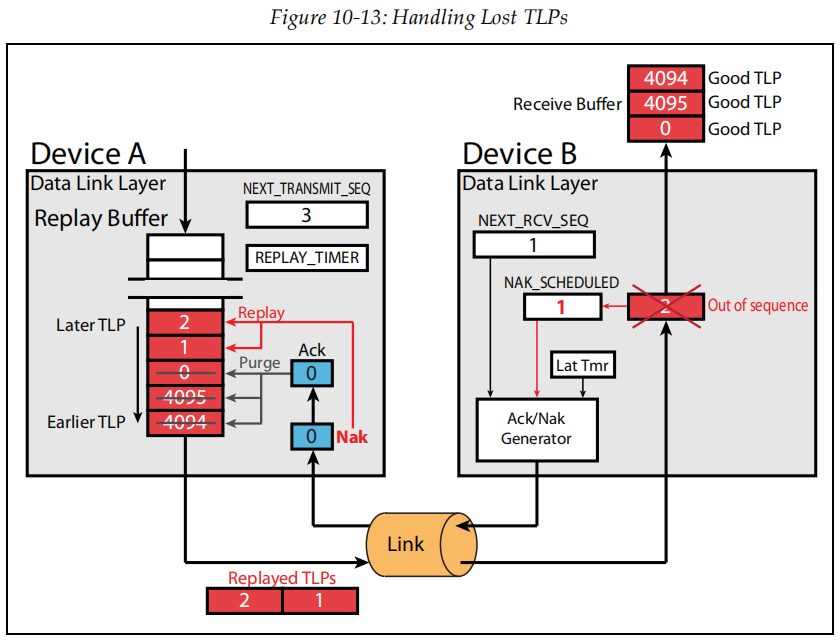 Figure 10-13: Handling Lost TLPs
4094 Good TLP
Receive Buffer 4095 Good TLP
0 Good TLP
Device A
Data Link Layer
NEXT_TRANSMIT_SEQ
3
Replay Buffer
REPLAY_TIMER
Later TLP
2
Replay
1
Ack
Purge
0
0
4095
Earlier TLP
4094
0 Nak
Device B
Data Link Layer
NEXT_RCV_SEQ
1
NAK_SCHEDULED
1
2
Out of sequence
Lat Tmr
Ack/Nak
Generator
Link
Replayed TLPs
2 1